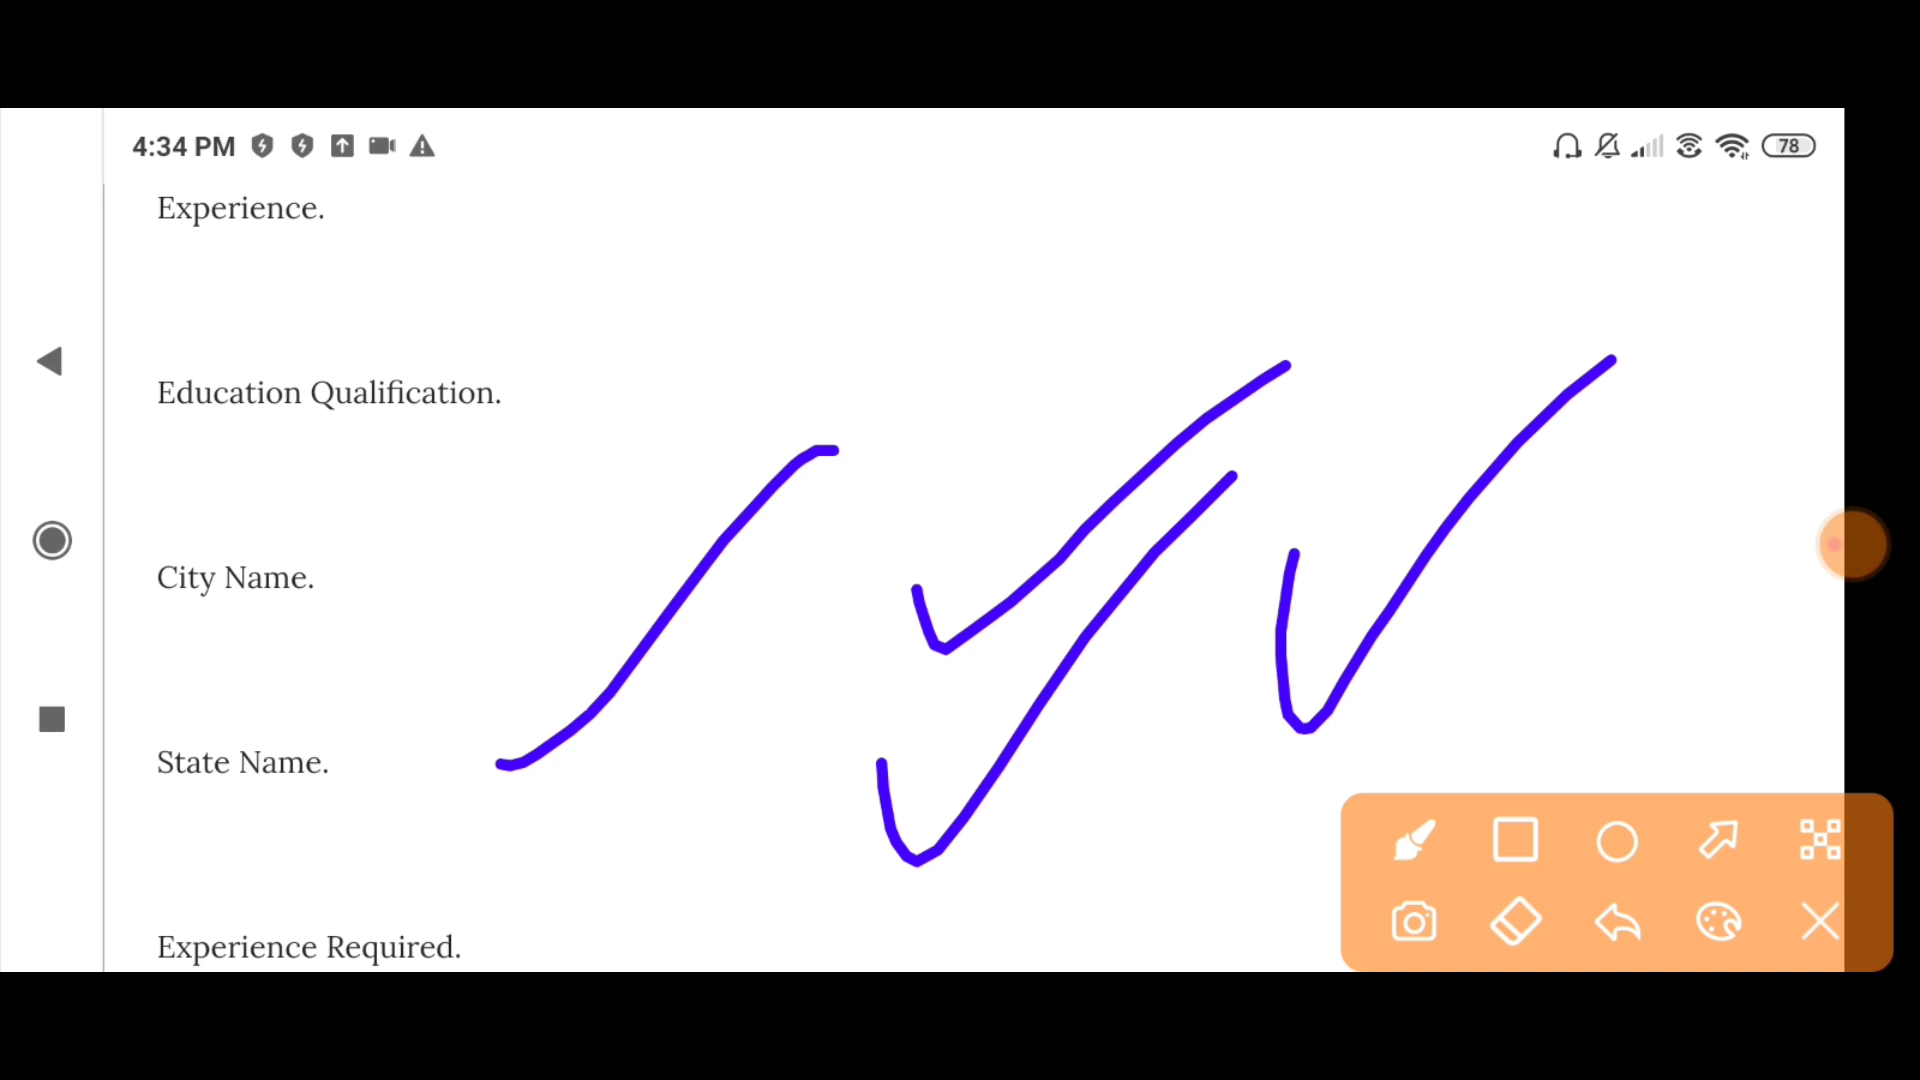 4:34 PM 78
Experience.
Education Qualification.
City Name.
State Name.
Experience Required.